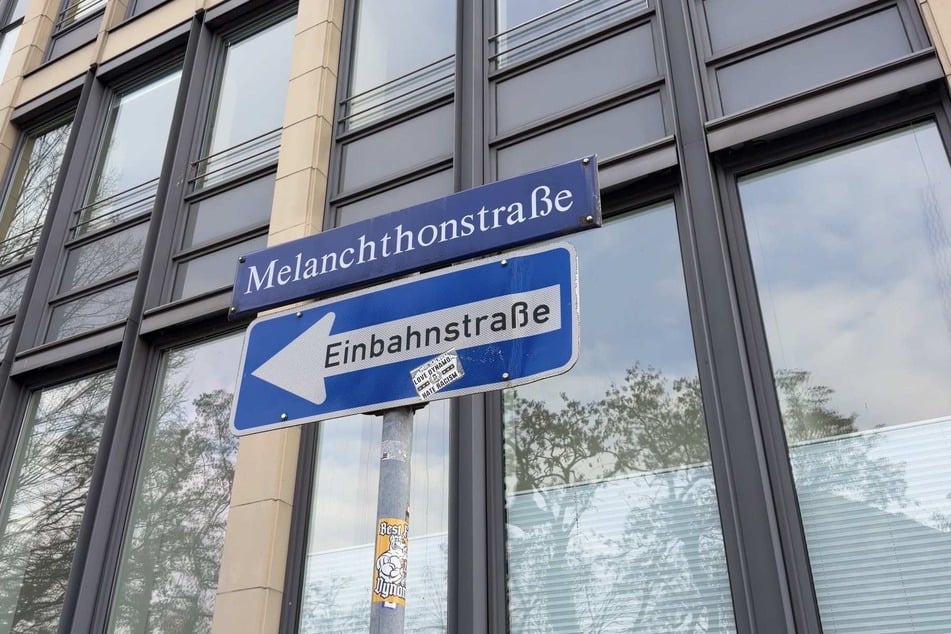 Melanchthonstraße
Einbahnstraße
LOVE DYNAMO-
HATE RACISM
Best